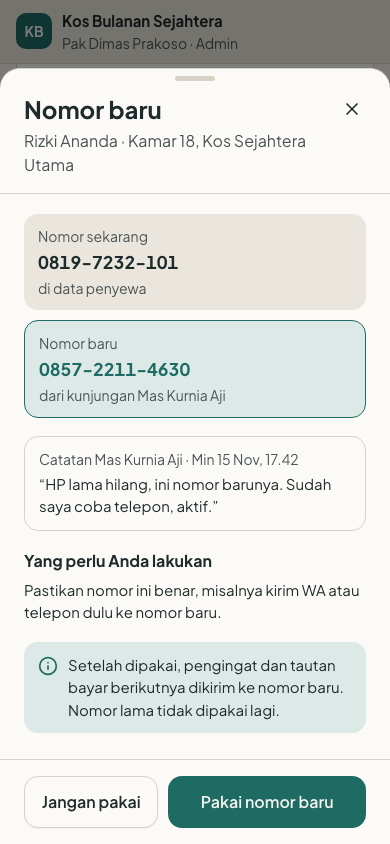 KB
Kos Bulanan Sejahtera
Pak Dimas Prakoso · Admin
Nomor baru
Rizki Ananda · Kamar 18, Kos Sejahtera
Utama
Nomor sekarang
0819-7232-101
di data penyewa
Nomor baru
0857-2211-4630
dari kunjungan Mas Kurnia Aji
Catatan Mas Kurnia Aji · Min 15 Nov, 17.42
“HP lama hilang, ini nomor barunya. Sudah
saya coba telepon, aktif.”
Yang perlu Anda lakukan
Pastikan nomor ini benar, misalnya kirim WA atau
telepon dulu ke nomor baru.
Setelah dipakai, pengingat dan tautan
bayar berikutnya dikirim ke nomor baru.
Nomor lama tidak dipakai lagi.
Jangan pakai
Pakai nomor baru